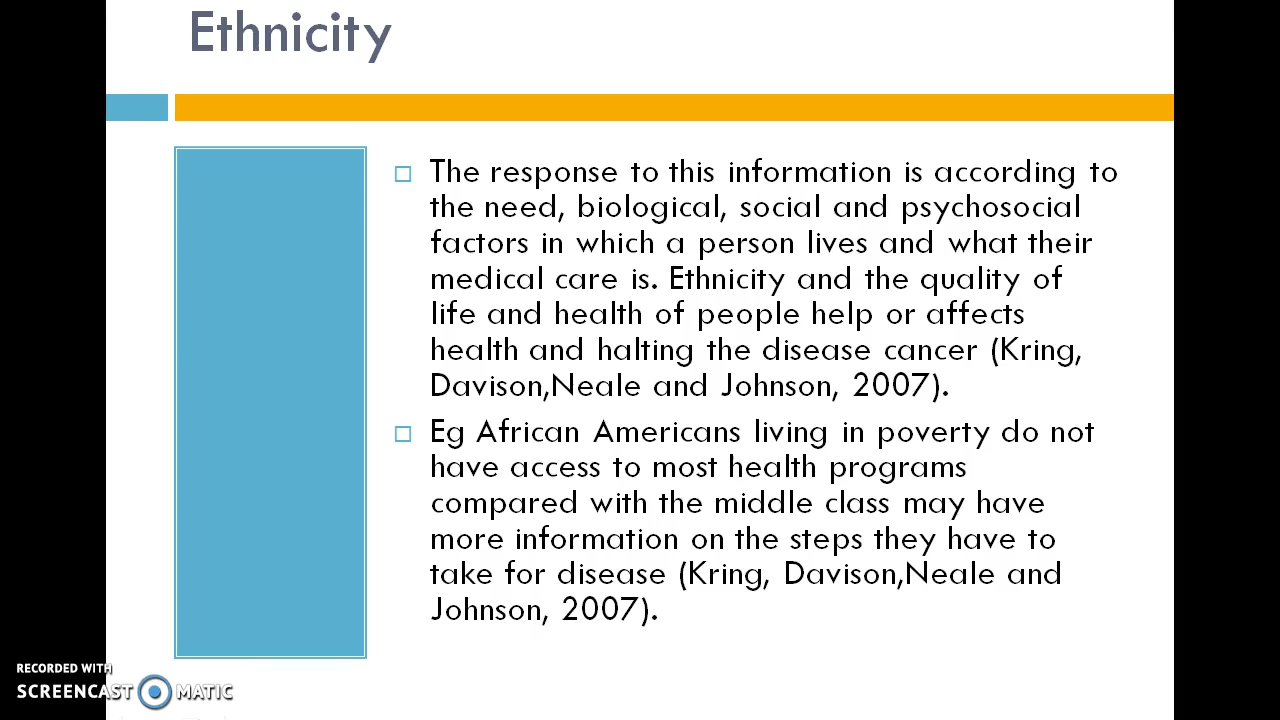 Ethnicity
The response to this information is according to
the need, biological, social and psychosocial
factors in which a person lives and what their
medical care is. Ethnicity and the quality of
life and health of people help or affects
health and halting the disease cancer (Kring,
Davison,Neale and Johnson, 2007).
Eg African Americans living in poverty do not
have access to most health programs
compared with the middle class may have
more information on the steps they have to
take for disease (Kring, Davison,Neale and
Johnson, 2007).
RECORDED WITH
SCREENCAST MATIC